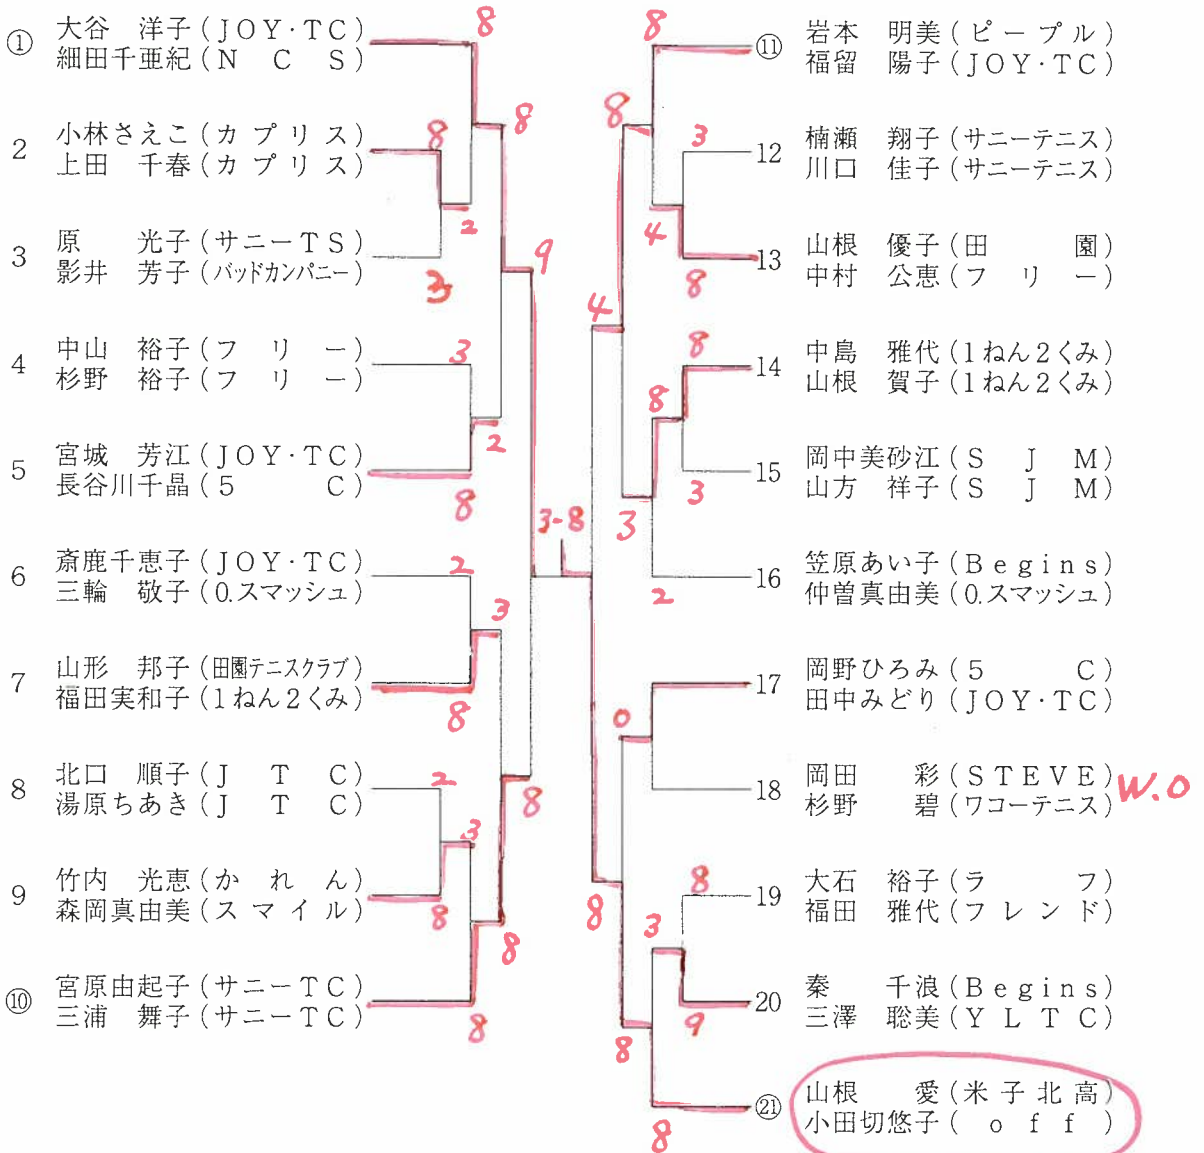 ① 大谷 洋子(JOY·TC) 8
細田千亜紀(N C S)
2 小林さえこ(カプリス) 8 8
上田 千春(カプリス)
2
3 原 光子(サニーTS)
影井 芳子(バッドカンパニー) 3 9
4 中山 裕子(フ リ ー) 3
杉野 裕子(フ リ ー)
2
5 宮城 芳江(JOY·TC)
長谷川千晶(5 C) 8
3-8
6 斎鹿千恵子(JOY·TC) 2
三輪 敬子(0.スマッシュ) 3
7 山形 邦子(田園テニスクラブ)
福田実和子(1ねん2くみ) 8
8 北口 順子(J T C) 2
湯原ちあき(J T C) 8
3
9 竹内 光恵(か れ ん)
森岡真由美(スマイル) 8
8
⑩ 宮原由起子(サニーTC)
三浦 舞子(サニーTC) 8
8 ⑪ 岩本 明美(ピープル)
福留 陽子(JOY·TC)
8
3 12 楠瀬 翔子(サニーテニス)
川口 佳子(サニーテニス)
4
13 山根 優子(田 園)
8 中村 公恵(フ リ ー)
4
8 14 中島 雅代(1ねん2くみ)
山根 賀子(1ねん2くみ)
8
15 岡中美砂江(S J M)
3 山方 祥子(S J M)
3
16 笠原あい子(Begins)
2 仲曽真由美(0.スマッシュ)
17 岡野ひろみ(5 C)
田中みどり(JOY·TC)
0
18 岡田 彩(STEVE) W.O
杉野 碧(ワコーテニス)
8 19 大石 裕子(ラ フ)
福田 雅代(フレンド)
8 3
20 秦 千浪(Begins)
9 三澤 聡美(YLTC)
8
㉑ 山根 愛(米子北高)
8 小田切悠子(off)